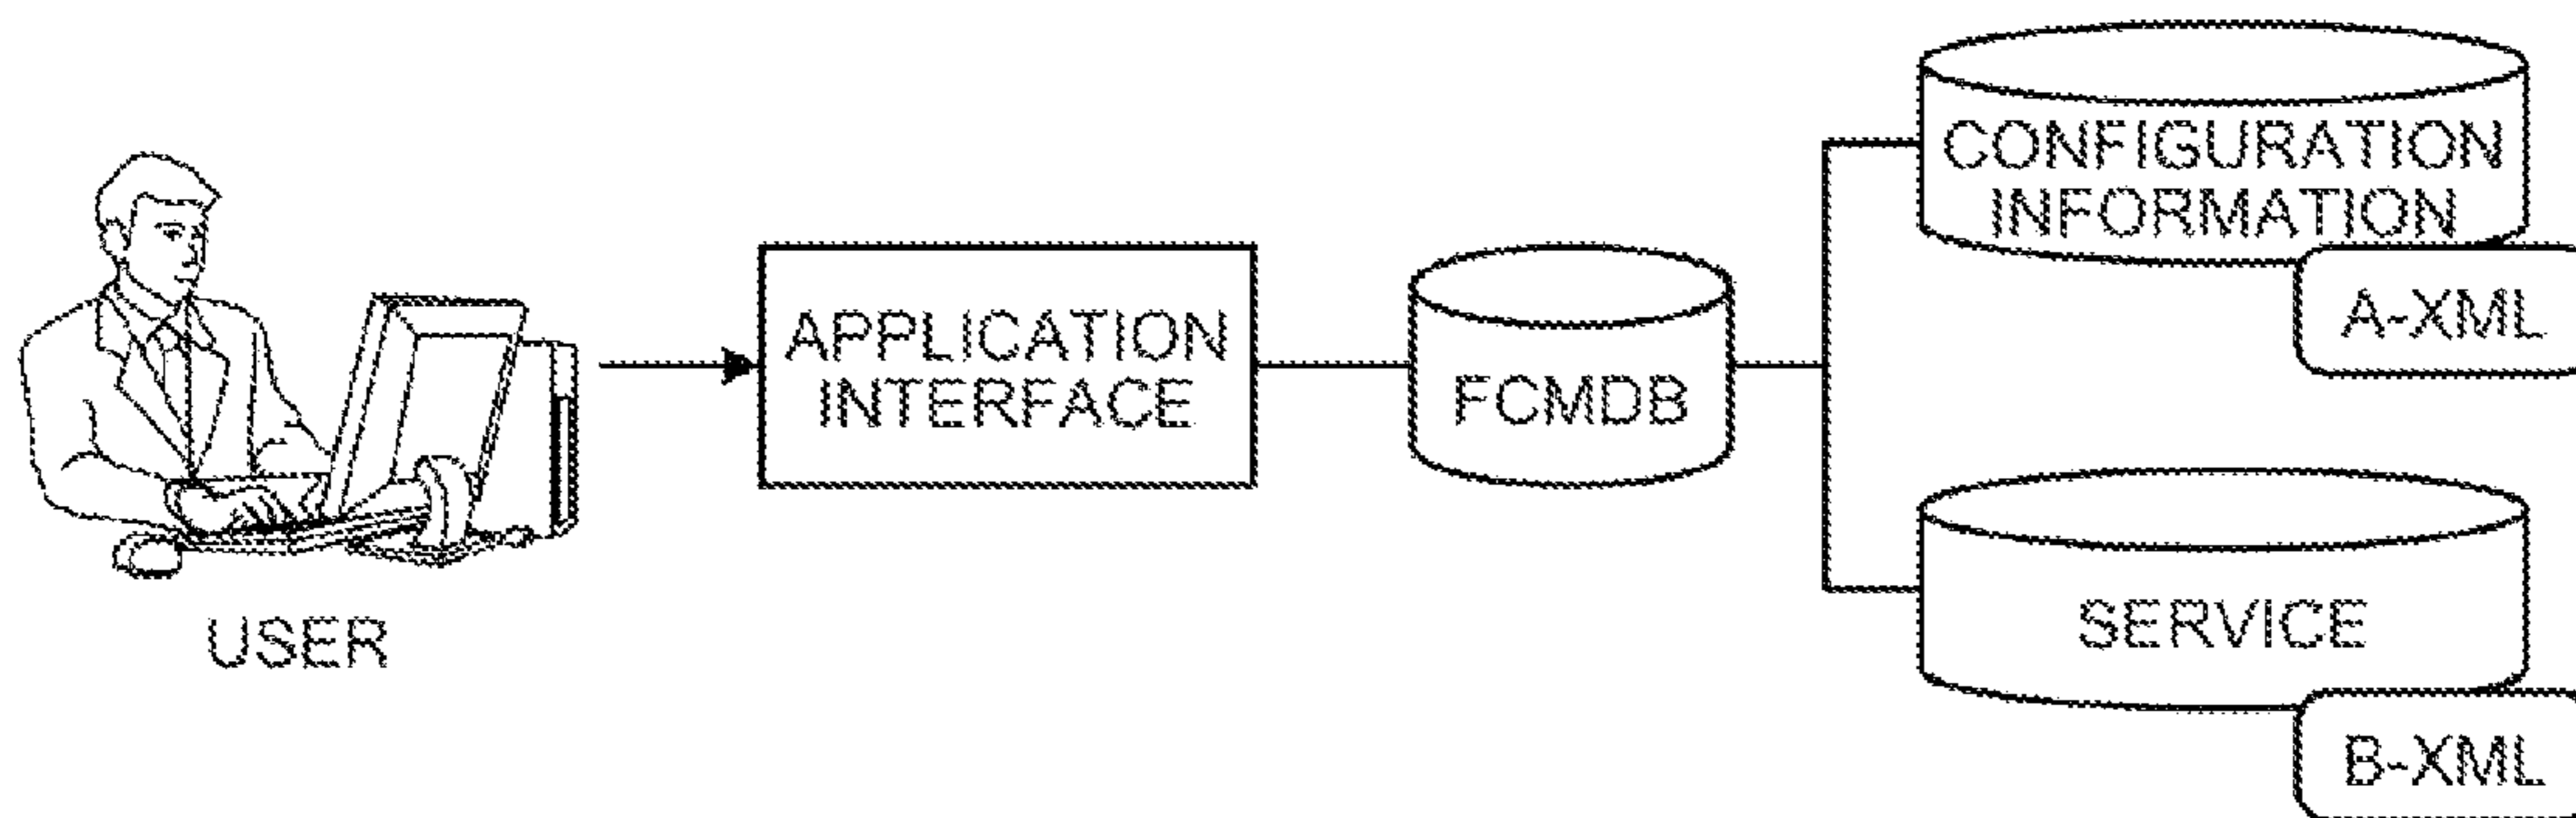 USER
APPLICATION
INTERFACE
FCMDB
CONFIGURATION
INFORMATION
A-XML
SERVICE
B-XML